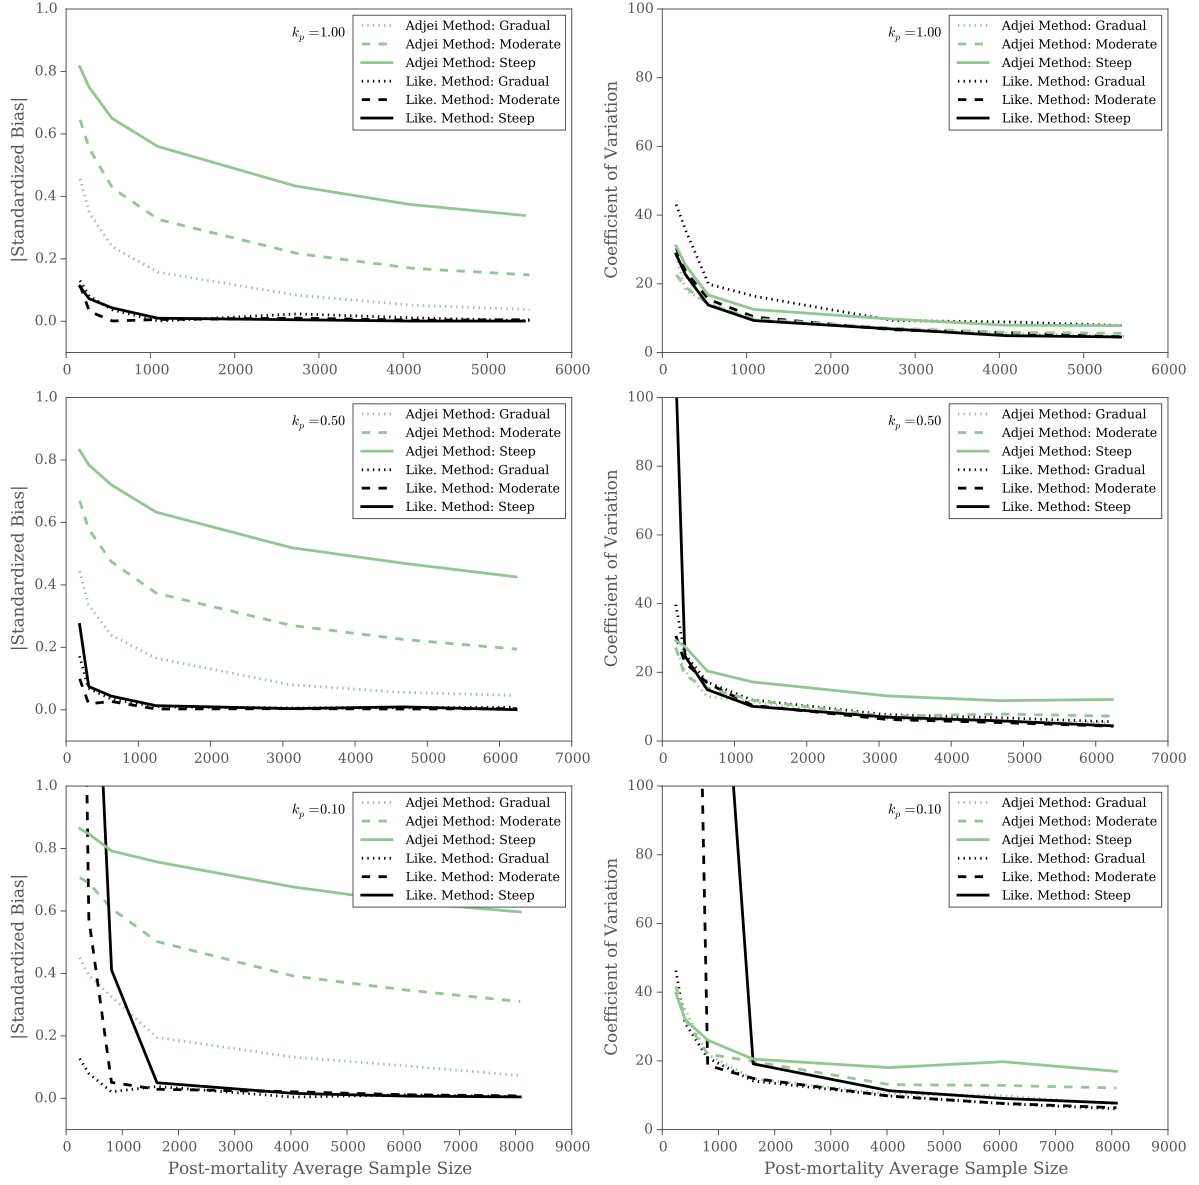 1.0
0.8
0.6
0.4
0.2
0.0
|Standardized Bias|
k_p =1.00
Adjei Method: Gradual
Adjei Method: Moderate
Adjei Method: Steep
Like. Method: Gradual
Like. Method: Moderate
Like. Method: Steep
0 1000 2000 3000 4000 5000 6000
100
80
60
40
20
0
Coefficient of Variation
k_p =1.00
Adjei Method: Gradual
Adjei Method: Moderate
Adjei Method: Steep
Like. Method: Gradual
Like. Method: Moderate
Like. Method: Steep
0 1000 2000 3000 4000 5000 6000
1.0
0.8
0.6
0.4
0.2
0.0
|Standardized Bias|
k_p =0.50
Adjei Method: Gradual
Adjei Method: Moderate
Adjei Method: Steep
Like. Method: Gradual
Like. Method: Moderate
Like. Method: Steep
0 1000 2000 3000 4000 5000 6000 7000
100
80
60
40
20
0
Coefficient of Variation
k_p =0.50
Adjei Method: Gradual
Adjei Method: Moderate
Adjei Method: Steep
Like. Method: Gradual
Like. Method: Moderate
Like. Method: Steep
0 1000 2000 3000 4000 5000 6000 7000
1.0
0.8
0.6
0.4
0.2
0.0
|Standardized Bias|
k_p =0.10
Adjei Method: Gradual
Adjei Method: Moderate
Adjei Method: Steep
Like. Method: Gradual
Like. Method: Moderate
Like. Method: Steep
0 1000 2000 3000 4000 5000 6000 7000 8000 9000
Post-mortality Average Sample Size
100
80
60
40
20
0
Coefficient of Variation
k_p =0.10
Adjei Method: Gradual
Adjei Method: Moderate
Adjei Method: Steep
Like. Method: Gradual
Like. Method: Moderate
Like. Method: Steep
0 1000 2000 3000 4000 5000 6000 7000 8000 9000
Post-mortality Average Sample Size